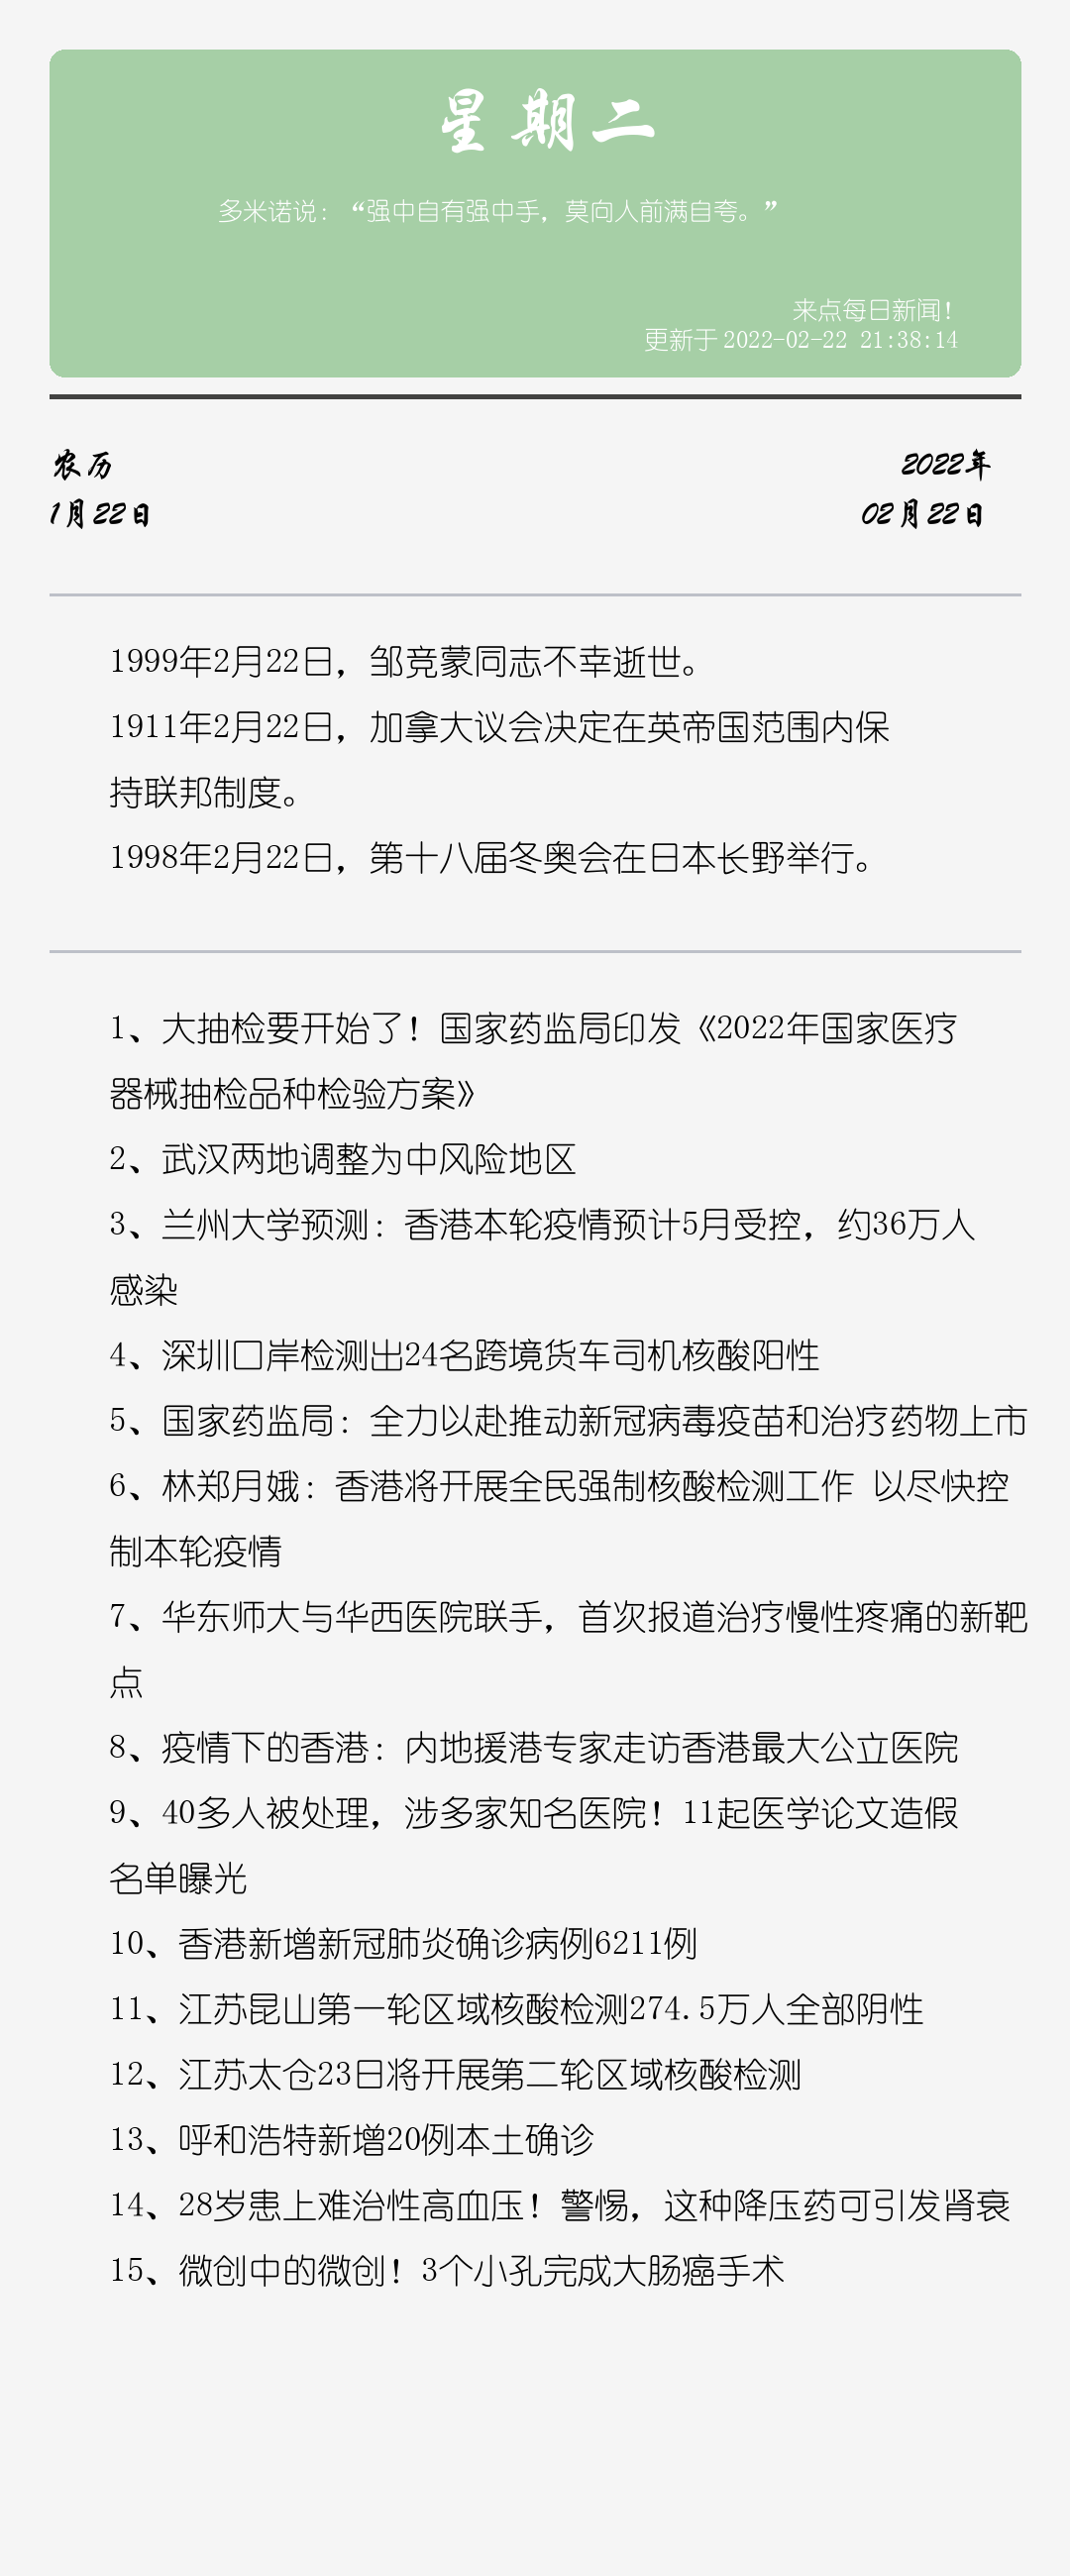 星期二
多米诺说：“强中自有强中手，莫向人前满自夸。”
来点每日新闻！
更新于 2022-02-22 21:38:14
农历
2022年
1月22日
02月22日
1999年2月22日，邹竞蒙同志不幸逝世。
1911年2月22日，加拿大议会决定在英帝国范围内保
持联邦制度。
1998年2月22日，第十八届冬奥会在日本长野举行。
1、大抽检要开始了！国家药监局印发《2022年国家医疗
器械抽检品种检验方案》
2、武汉两地调整为中风险地区
3、兰州大学预测：香港本轮疫情预计5月受控，约36万人
感染
4、深圳口岸检测出24名跨境货车司机核酸阳性
5、国家药监局：全力以赴推动新冠病毒疫苗和治疗药物上市
6、林郑月娥：香港将开展全民强制核酸检测工作 以尽快控
制本轮疫情
7、华东师大与华西医院联手，首次报道治疗慢性疼痛的新靶
点
8、疫情下的香港：内地援港专家走访香港最大公立医院
9、40多人被处理，涉多家知名医院！11起医学论文造假
名单曝光
10、香港新增新冠肺炎确诊病例6211例
11、江苏昆山第一轮区域核酸检测274.5万人全部阴性
12、江苏太仓23日将开展第二轮区域核酸检测
13、呼和浩特新增20例本土确诊
14、28岁患上难治性高血压！警惕，这种降压药可引发肾衰
15、微创中的微创！3个小孔完成大肠癌手术